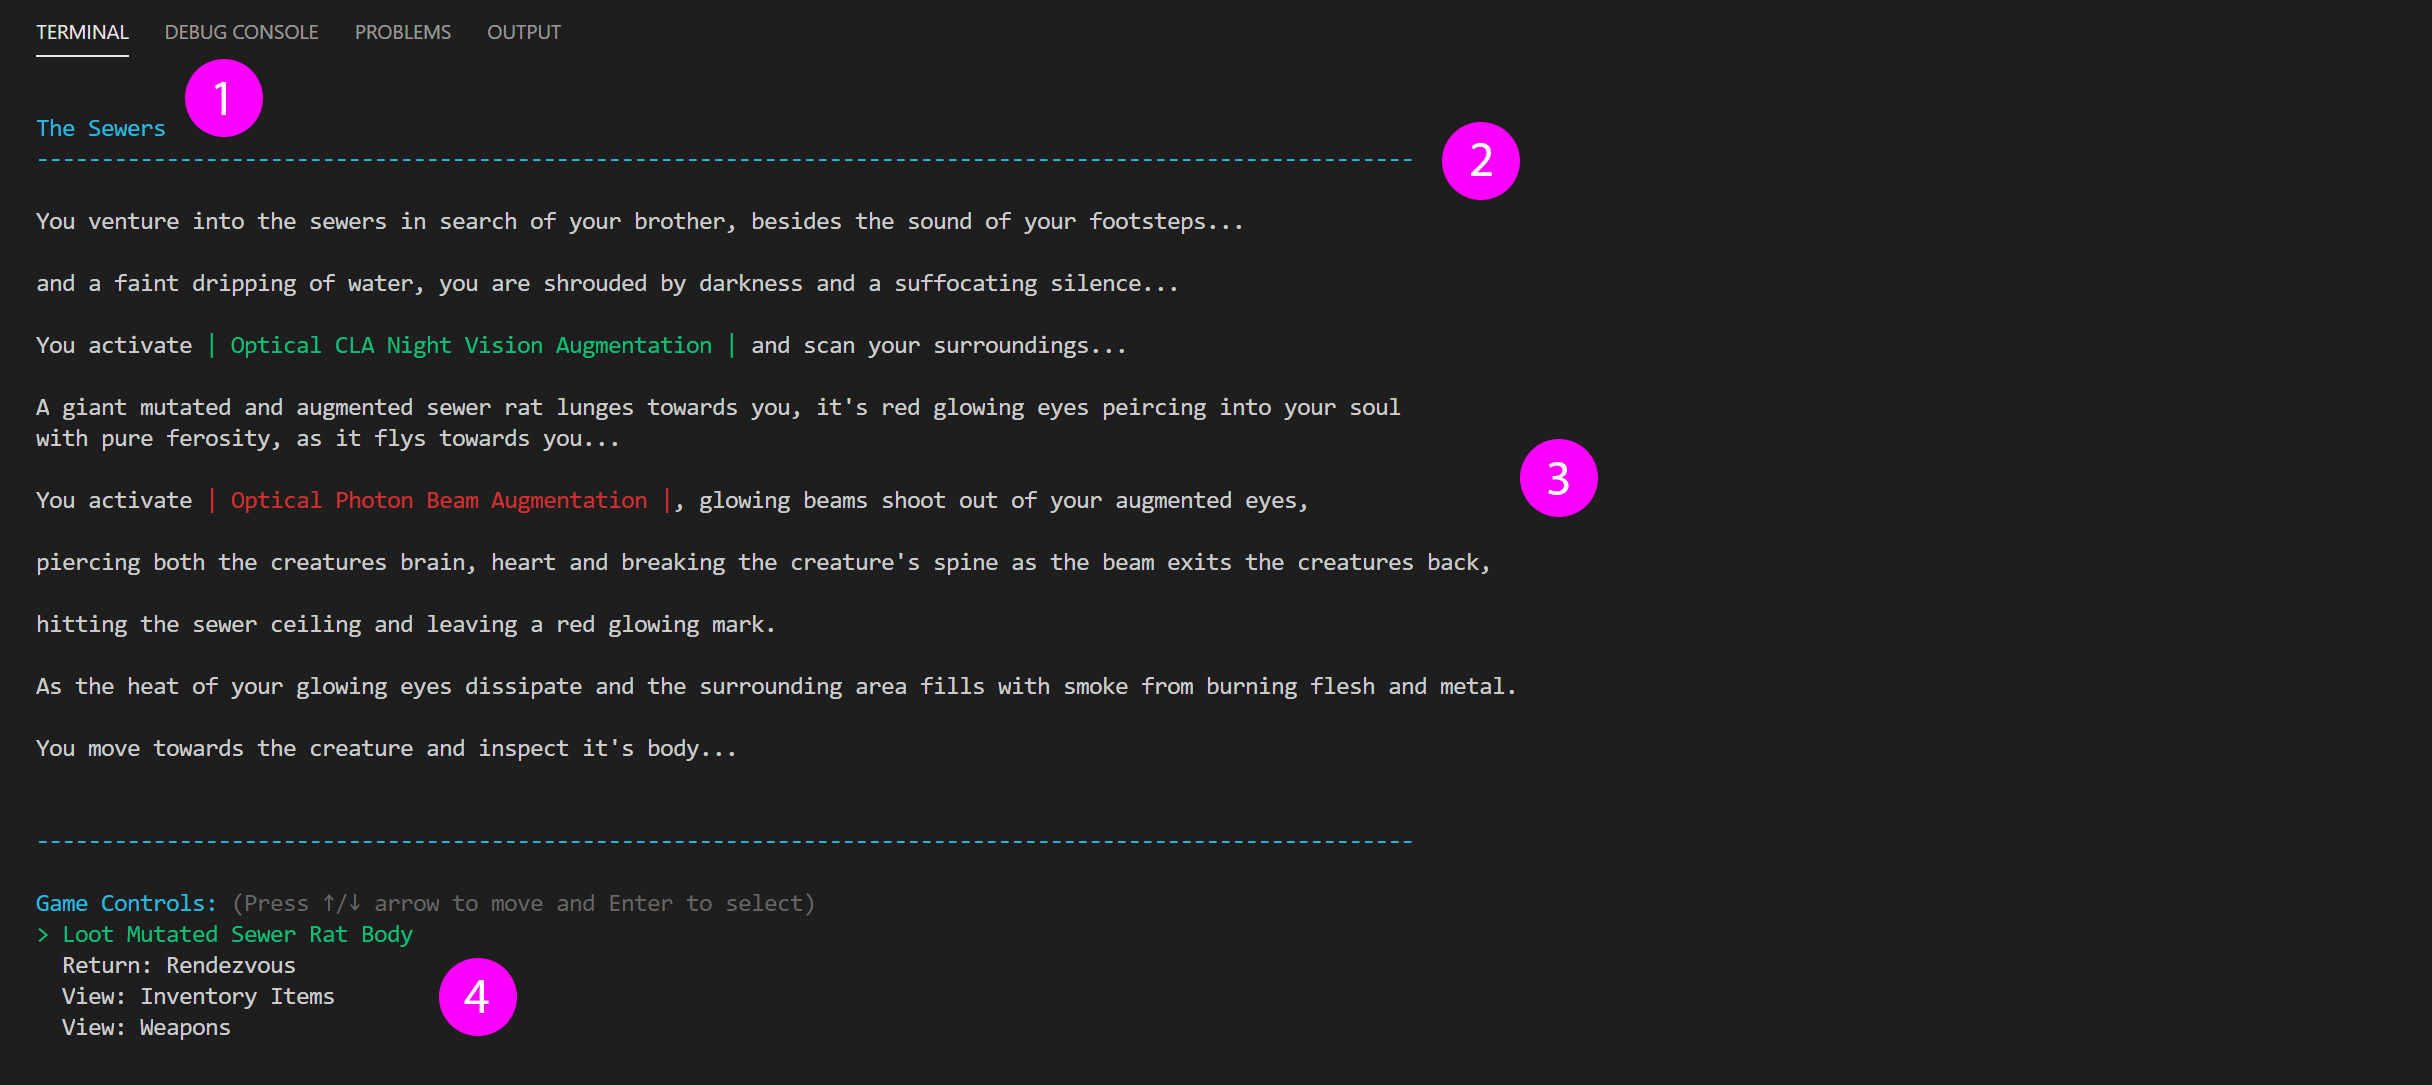 TERMINAL DEBUG CONSOLE PROBLEMS OUTPUT
1
The Sewers
----------------------------------------------------------------------------------------------------------
2
You venture into the sewers in search of your brother, besides the sound of your footsteps...
and a faint dripping of water, you are shrouded by darkness and a suffocating silence...
You activate | Optical CLA Night Vision Augmentation | and scan your surroundings...
A giant mutated and augmented sewer rat lunges towards you, it's red glowing eyes peircing into your soul
with pure ferosity, as it flys towards you...
3
You activate | Optical Photon Beam Augmentation |, glowing beams shoot out of your augmented eyes,
piercing both the creatures brain, heart and breaking the creature's spine as the beam exits the creatures back,
hitting the sewer ceiling and leaving a red glowing mark.
As the heat of your glowing eyes dissipate and the surrounding area fills with smoke from burning flesh and metal.
You move towards the creature and inspect it's body...
----------------------------------------------------------------------------------------------------------
Game Controls: (Press ↑/↓ arrow to move and Enter to select)
> Loot Mutated Sewer Rat Body
Return: Rendezvous
View: Inventory Items
4
View: Weapons